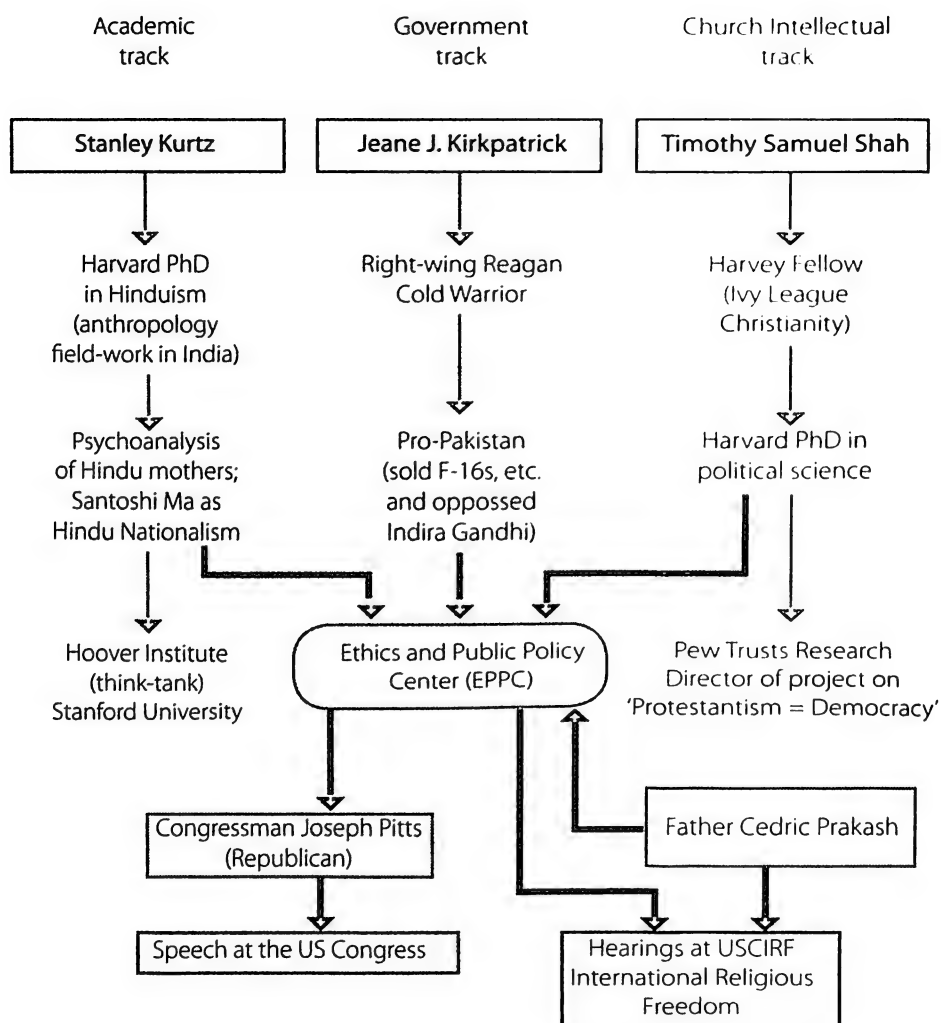 Academic
track
Government
track
Church Intellectual
track
Stanley Kurtz
Jeane J. Kirkpatrick
Timothy Samuel Shah
Harvard PhD
in Hinduism
(anthropology
field-work in India)
Right-wing Reagan
Cold Warrior
Harvey Fellow
(Ivy League
Christianity)
Psychoanalysis
of Hindu mothers;
Santoshi Ma as
Hindu Nationalism
Pro-Pakistan
(sold F-16s, etc.
and oppossed
Indira Gandhi)
Harvard PhD in
political science
Hoover Institute
(think-tank)
Stanford University
Ethics and Public Policy
Center (EPPC)
Pew Trusts Research
Director of project on
'Protestantism = Democracy'
Congressman Joseph Pitts
(Republican)
Father Cedric Prakash
Speech at the US Congress
Hearings at USCIRF
International Religious
Freedom